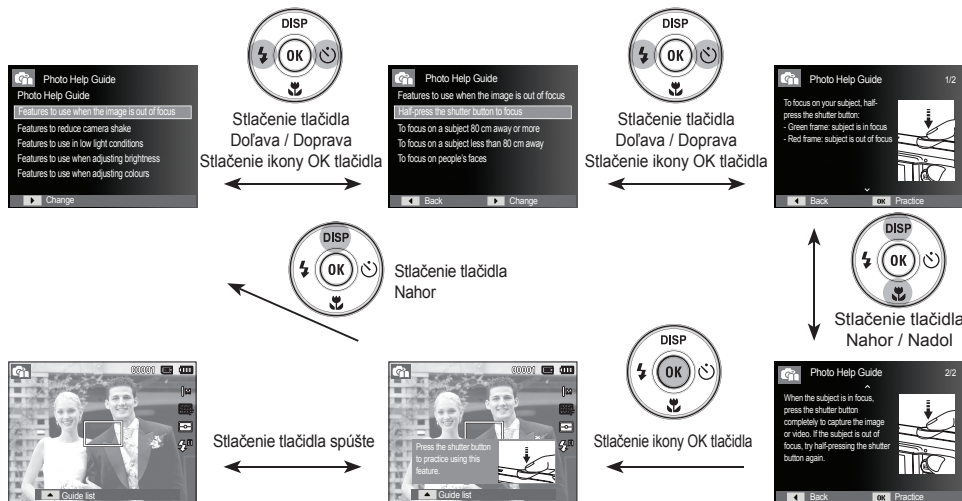 DISP
OK
Photo Help Guide
Photo Help Guide
Features to use when the image is out of focus
Features to reduce camera shake
Features to use in low light conditions
Features to use when adjusting brightness
Features to use when adjusting colours
Change
Stlačenie tlačidla
Doľava / Doprava
Stlačenie ikony OK tlačidla
Photo Help Guide
Features to use when the image is out of focus
Half-press the shutter button to focus
To focus on a subject 80 cm away or more
To focus on a subject less than 80 cm away
To focus on people's faces
Back Change
DISP
OK
Stlačenie tlačidla
Doľava / Doprava
Stlačenie ikony OK tlačidla
Photo Help Guide 1/2
To focus on your subject, half-
press the shutter button:
- Green frame: subject is in focus
- Red frame: subject is out of focus
Back OK Practice
DISP
OK
Stlačenie tlačidla
Nahor
DISP
OK
Stlačenie tlačidla
Nahor / Nadol
00001
Guide list
Stlačenie tlačidla spúšte
00001
Press the shutter button
to practice using this
feature.
Guide list
DISP
OK
Stlačenie ikony OK tlačidla
Photo Help Guide 2/2
When the subject is in focus,
press the shutter button
completely to capture the image
or video. If the subject is out of
focus, try half-pressing the shutter
button again.
Back OK Practice